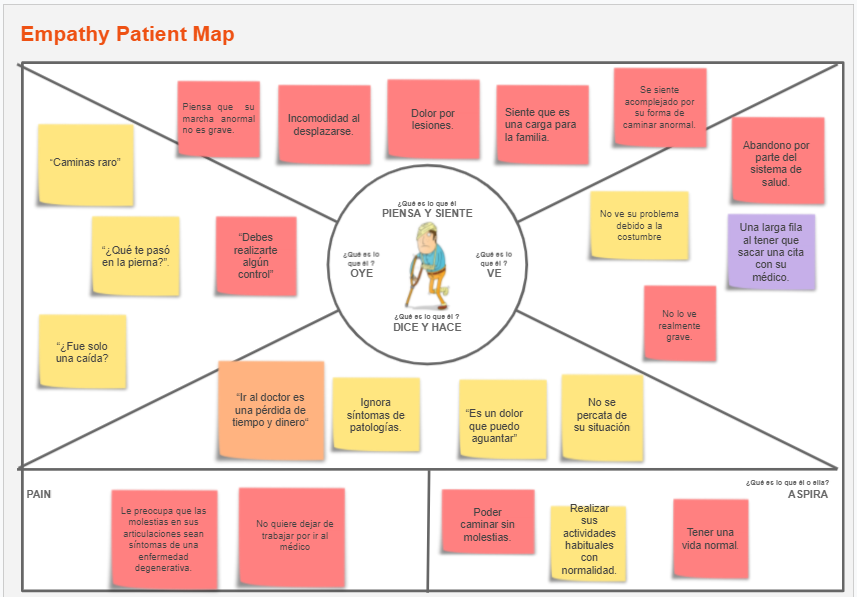 Empathy Patient Map
Piensa que su
marcha anormal
no es grave.
Incomodidad al
desplazarse.
Dolor por
lesiones.
Siente que es
una carga para
la familia.
Se siente
acomplejado por
su forma de
caminar anormal.
Abandono por
parte del
sistema de
salud.
“Caminas raro”
“¿Qué te pasó
en la pierna?”.
“Debes
realizarte
algún
control”
“¿Fue solo
una caída?
¿Qué es lo que él
PIENSA Y SIENTE
¿Qué es lo
que él ?
OYE
¿Qué es lo
que él ?
VE
¿Qué es lo que él ?
DICE Y HACE
No ve su problema
debido a la
costumbre
Una larga fila
al tener que
sacar una cita
con su
médico.
No lo ve
realmente
grave.
“Ir al doctor es
una pérdida de
tiempo y dinero“
Ignora
síntomas de
patologías.
“Es un dolor
que puedo
aguantar”
No se
percata de
su situación
PAIN
Le preocupa que las
molestias en sus
articulaciones sean
síntomas de una
enfermedad
degenerativa.
No quiere dejar de
trabajar por ir al
médico
¿Qué es lo que él o ella?
ASPIRA
Poder
caminar sin
molestias.
Realizar
sus
actividades
habituales
con
normalidad.
Tener una
vida normal.